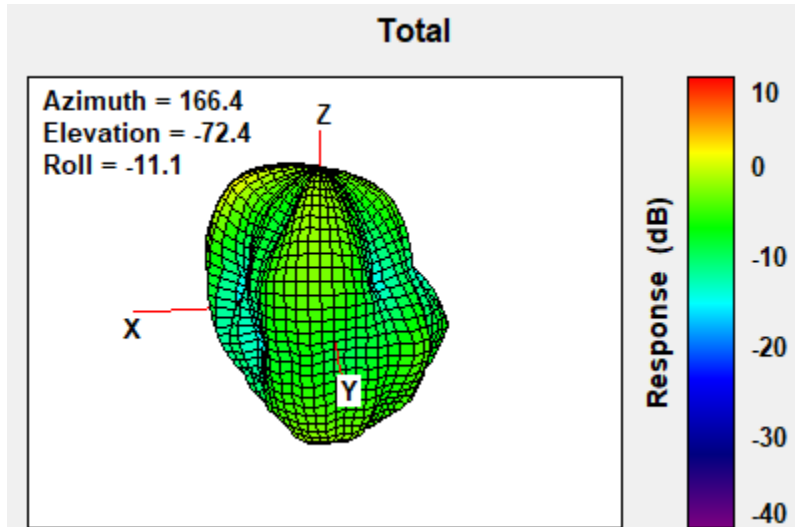 Total
Azimuth = 166.4
Elevation = -72.4
Roll = -11.1
Z
X
Y
10
0
-10
-20
-30
-40
Response (dB)